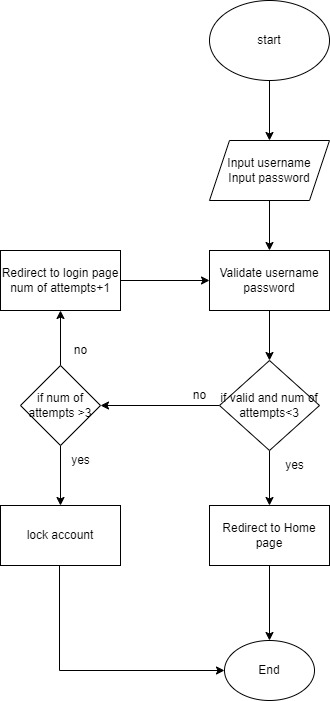 start
Input username
Input password
Redirect to login page
num of attempts+1
Validate username
password
no
no
if num of
attempts >3
if valid and num of
attempts<3
yes
yes
lock account
Redirect to Home
page
End